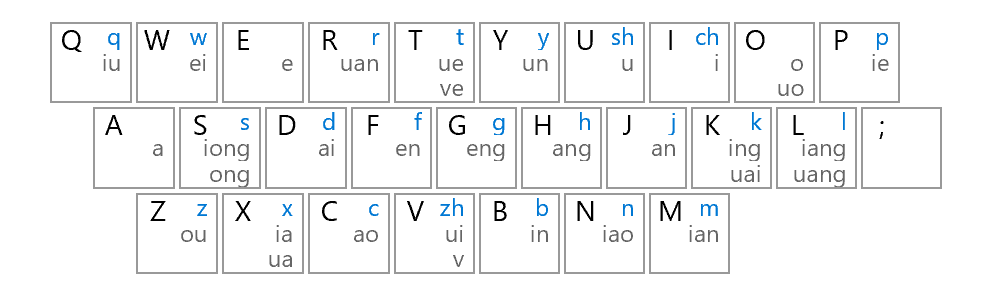 Q q W w E R r T t Y y U sh I ch O P p
iu ei e uan ue un u i o ie
ve uo
A S s D d F f G g H h J j K k L l ;
a iong ai en eng ang an ing iang
ong uai uang
Z z X x C c V zh B b N n M m
ou ia ao ui in iao ian
ua v